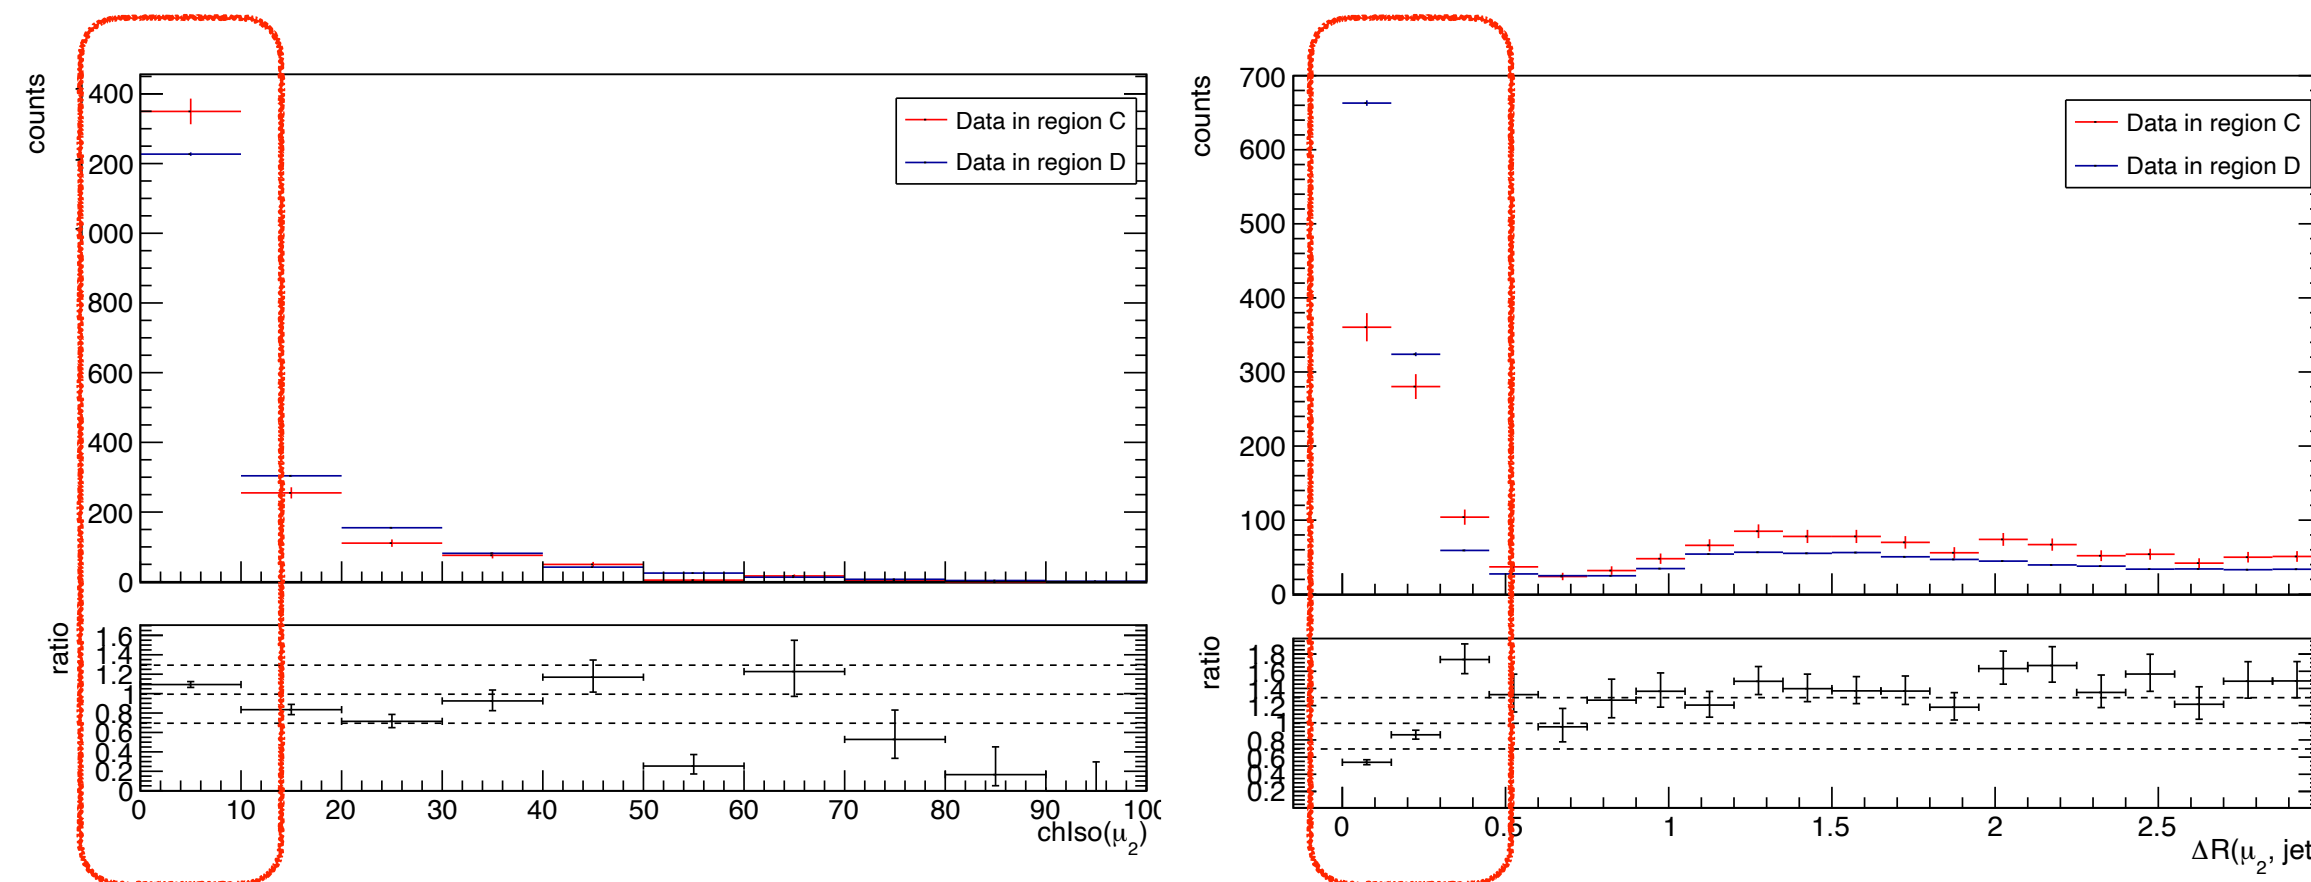 counts
400
200
000
800
600
400
200
0
Data in region C
Data in region D
ratio
1.6
1.4
1.2
1
0.8
0.6
0.4
0.2
0
0 10 20 30 40 50 60 70 80 90 100
chIso(μ2)
counts
700
600
500
400
300
200
100
0
Data in region C
Data in region D
ratio
1.8
1.6
1.4
1.2
1
0.8
0.6
0.4
0.2
0 0.5 1 1.5 2 2.5
ΔR(μ2, jet